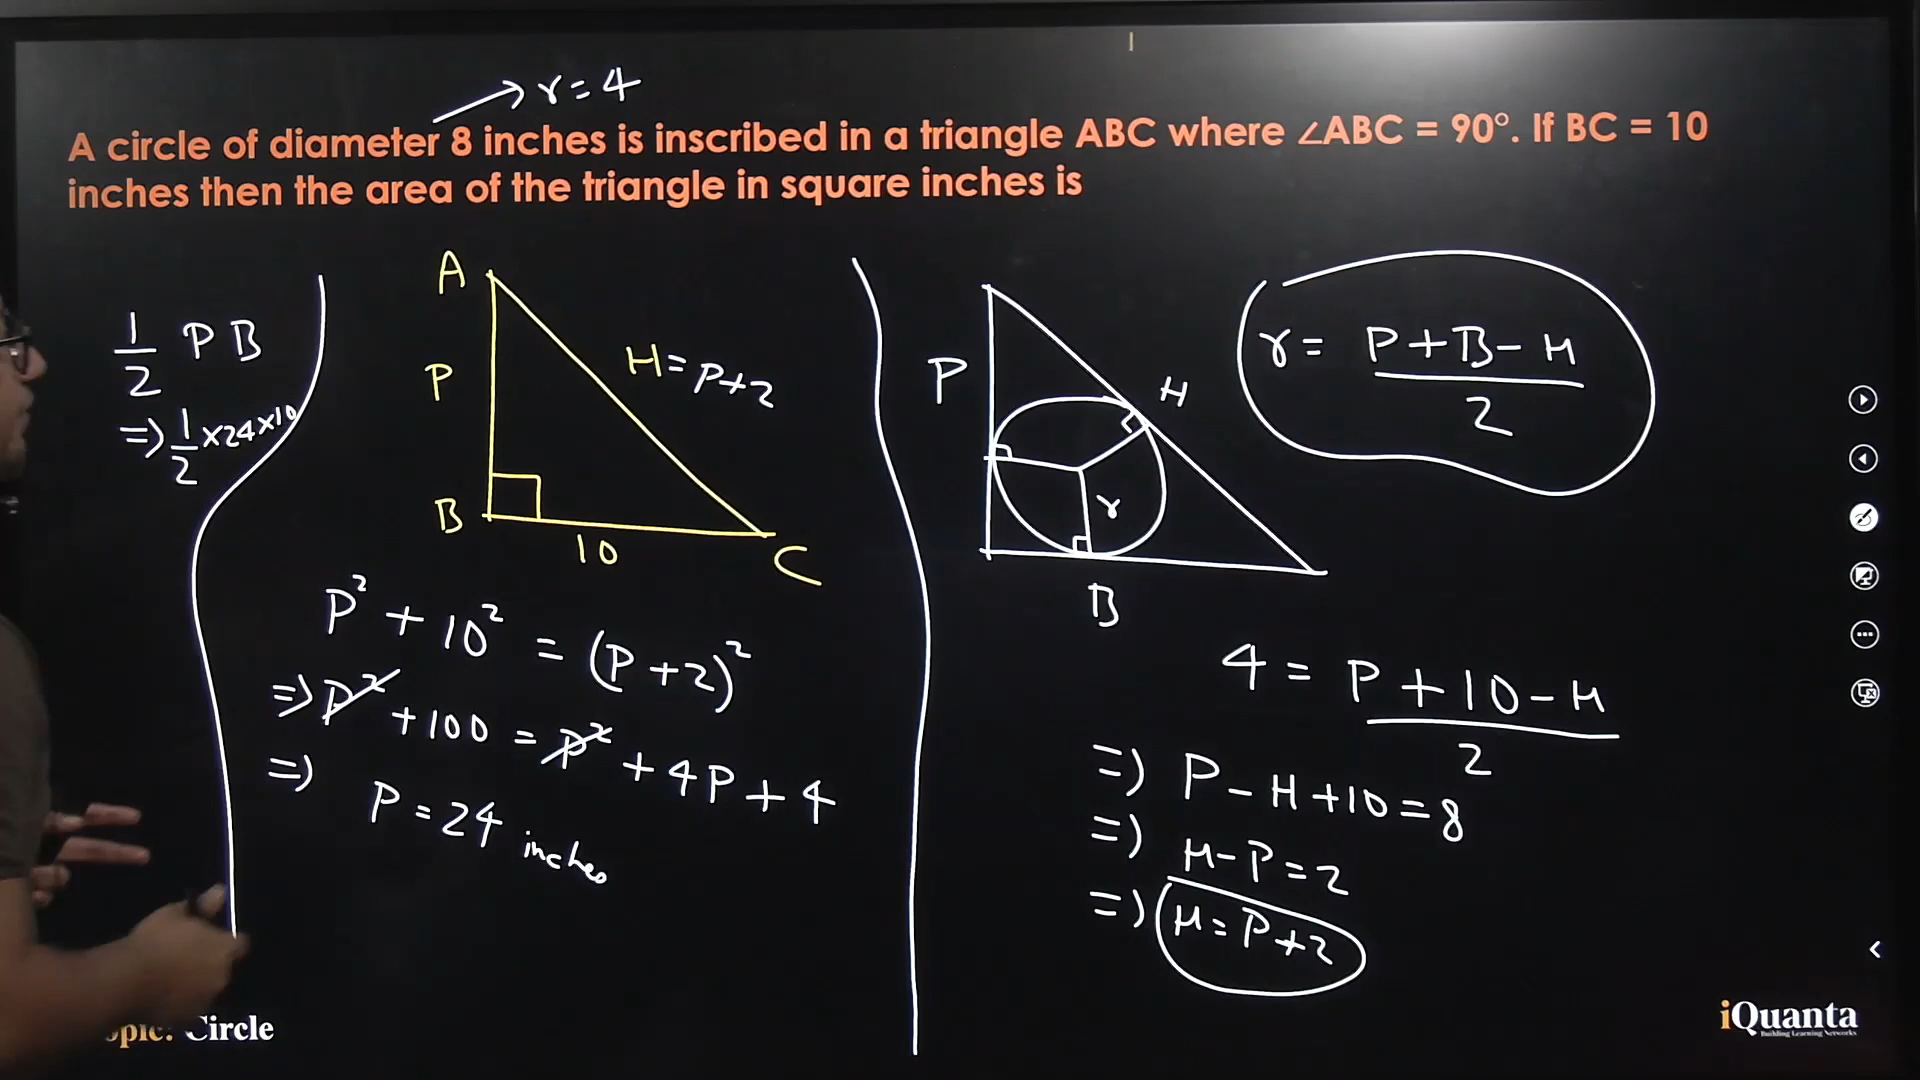 r = 4
A circle of diameter 8 inches is inscribed in a triangle ABC where ∠ABC = 90°. If BC = 10
inches then the area of the triangle in square inches is
1/2 P B
=> 1/2 × 24 × 10
A
P
H = P+2
B
10
C
P² + 10² = (P+2)²
=> P² + 100 = P² + 4P + 4
=> P = 24 inches
P
H
r
B
r = (P + B - H)/2
4 = (P + 10 - H)/2
=> P - H + 10 = 8
=> H - P = 2
=> H = P + 2
Circle
iQuanta
Building Learning Networks